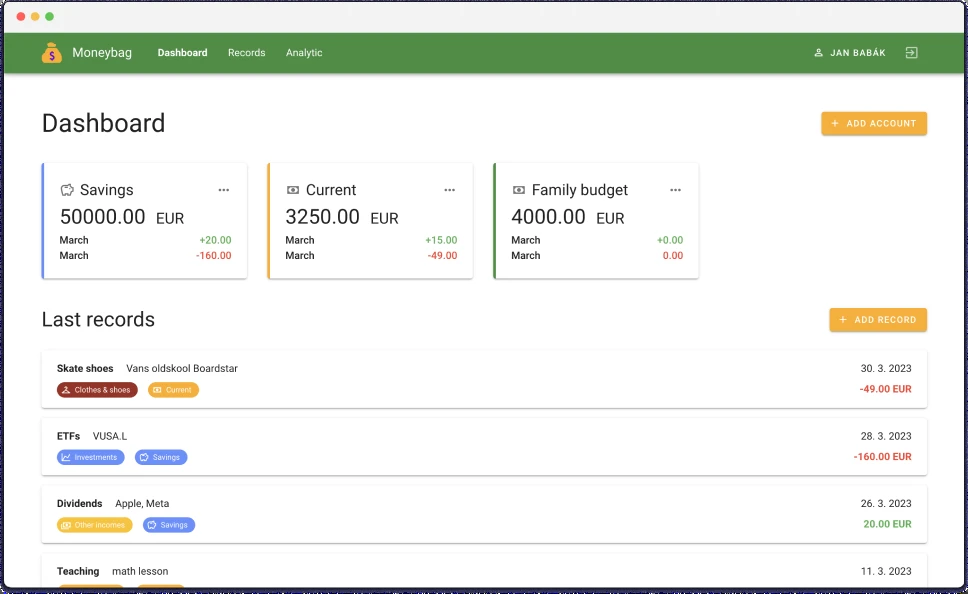 Moneybag Dashboard Records Analytic JAN BABÁK
Dashboard
+ ADD ACCOUNT
Savings ...
50000.00 EUR
March +20.00
March -160.00
Current ...
3250.00 EUR
March +15.00
March -49.00
Family budget ...
4000.00 EUR
March +0.00
March 0.00
Last records
+ ADD RECORD
Skate shoes Vans oldskool Boardstar 30. 3. 2023
Clothes & shoes Current -49.00 EUR
ETFs VUSA.L 28. 3. 2023
Investments Savings -160.00 EUR
Dividends Apple, Meta 26. 3. 2023
Other incomes Savings 20.00 EUR
Teaching math lesson 11. 3. 2023